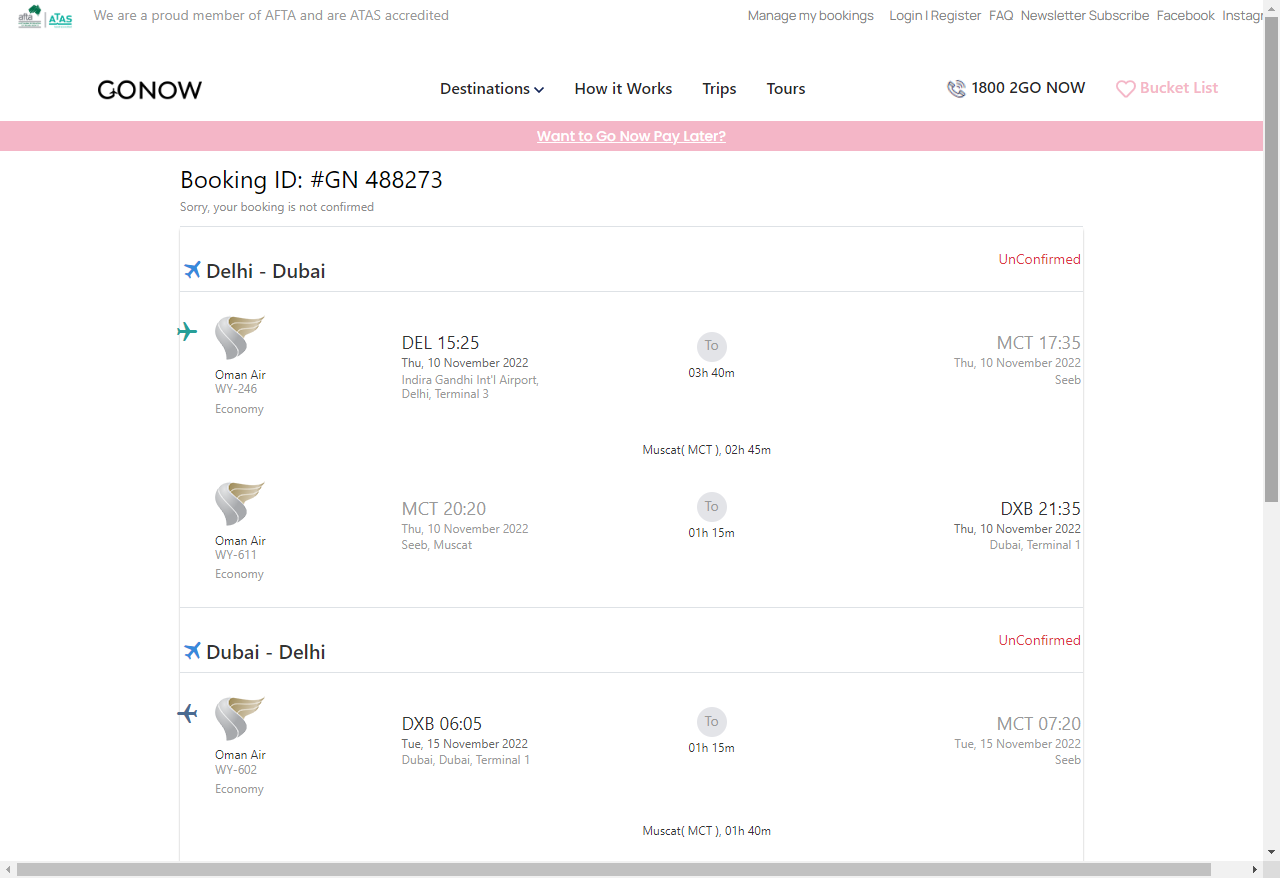 afta ATAS We are a proud member of AFTA and are ATAS accredited Manage my bookings Login | Register FAQ Newsletter Subscribe Facebook
GONOW Destinations How it Works Trips Tours 1800 2GO NOW Bucket List
Want to Go Now Pay Later?
Booking ID: #GN 488273
Sorry, your booking is not confirmed
Delhi - Dubai UnConfirmed
DEL 15:25 To MCT 17:35
Thu, 10 November 2022 03h 40m Thu, 10 November 2022
Oman Air Indira Gandhi Int'l Airport, Seeb
WY-246 Delhi, Terminal 3
Economy
Muscat( MCT ), 02h 45m
MCT 20:20 To DXB 21:35
Thu, 10 November 2022 01h 15m Thu, 10 November 2022
Oman Air Seeb, Muscat Dubai, Terminal 1
WY-611
Economy
Dubai - Delhi UnConfirmed
DXB 06:05 To MCT 07:20
Tue, 15 November 2022 01h 15m Tue, 15 November 2022
Oman Air Dubai, Dubai, Terminal 1 Seeb
WY-602
Economy
Muscat( MCT ), 01h 40m